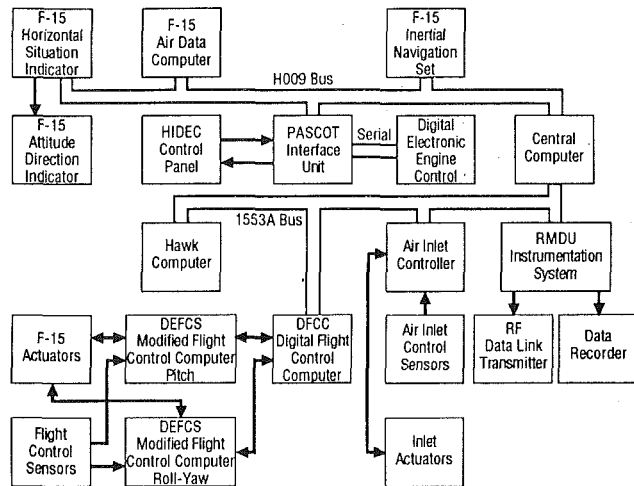 F-15
Horizontal
Situation
Indicator
F-15
Air Data
Computer
F-15
Inertial
Navigation
Set
H009 Bus
F-15
Attitude
Direction
Indicator
HIDEC
Control
Panel
PASCOT
Interface
Unit
Serial
Digital
Electronic
Engine
Control
Central
Computer
1553A Bus
Hawk
Computer
Air Inlet
Controller
RMDU
Instrumentation
System
F-15
Actuators
DEFCS
Modified Flight
Control Computer
Pitch
DFCC
Digital Flight
Control
Computer
Air Inlet
Control
Sensors
RF
Data Link
Transmitter
Data
Recorder
Flight
Control
Sensors
DEFCS
Modified Flight
Control Computer
Roll-Yaw
Inlet
Actuators